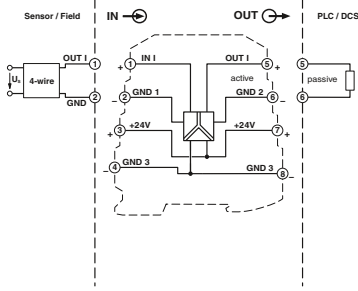 Sensor / Field IN OUT PLC / DCS
OUT I 1 + 1 IN I OUT I 5 + 5
Us 4-wire active passive
GND 2 − 2 GND 1 GND 2 6 − 6
+ 3 +24V +24V 7 +
− 4 GND 3 GND 3 8 −